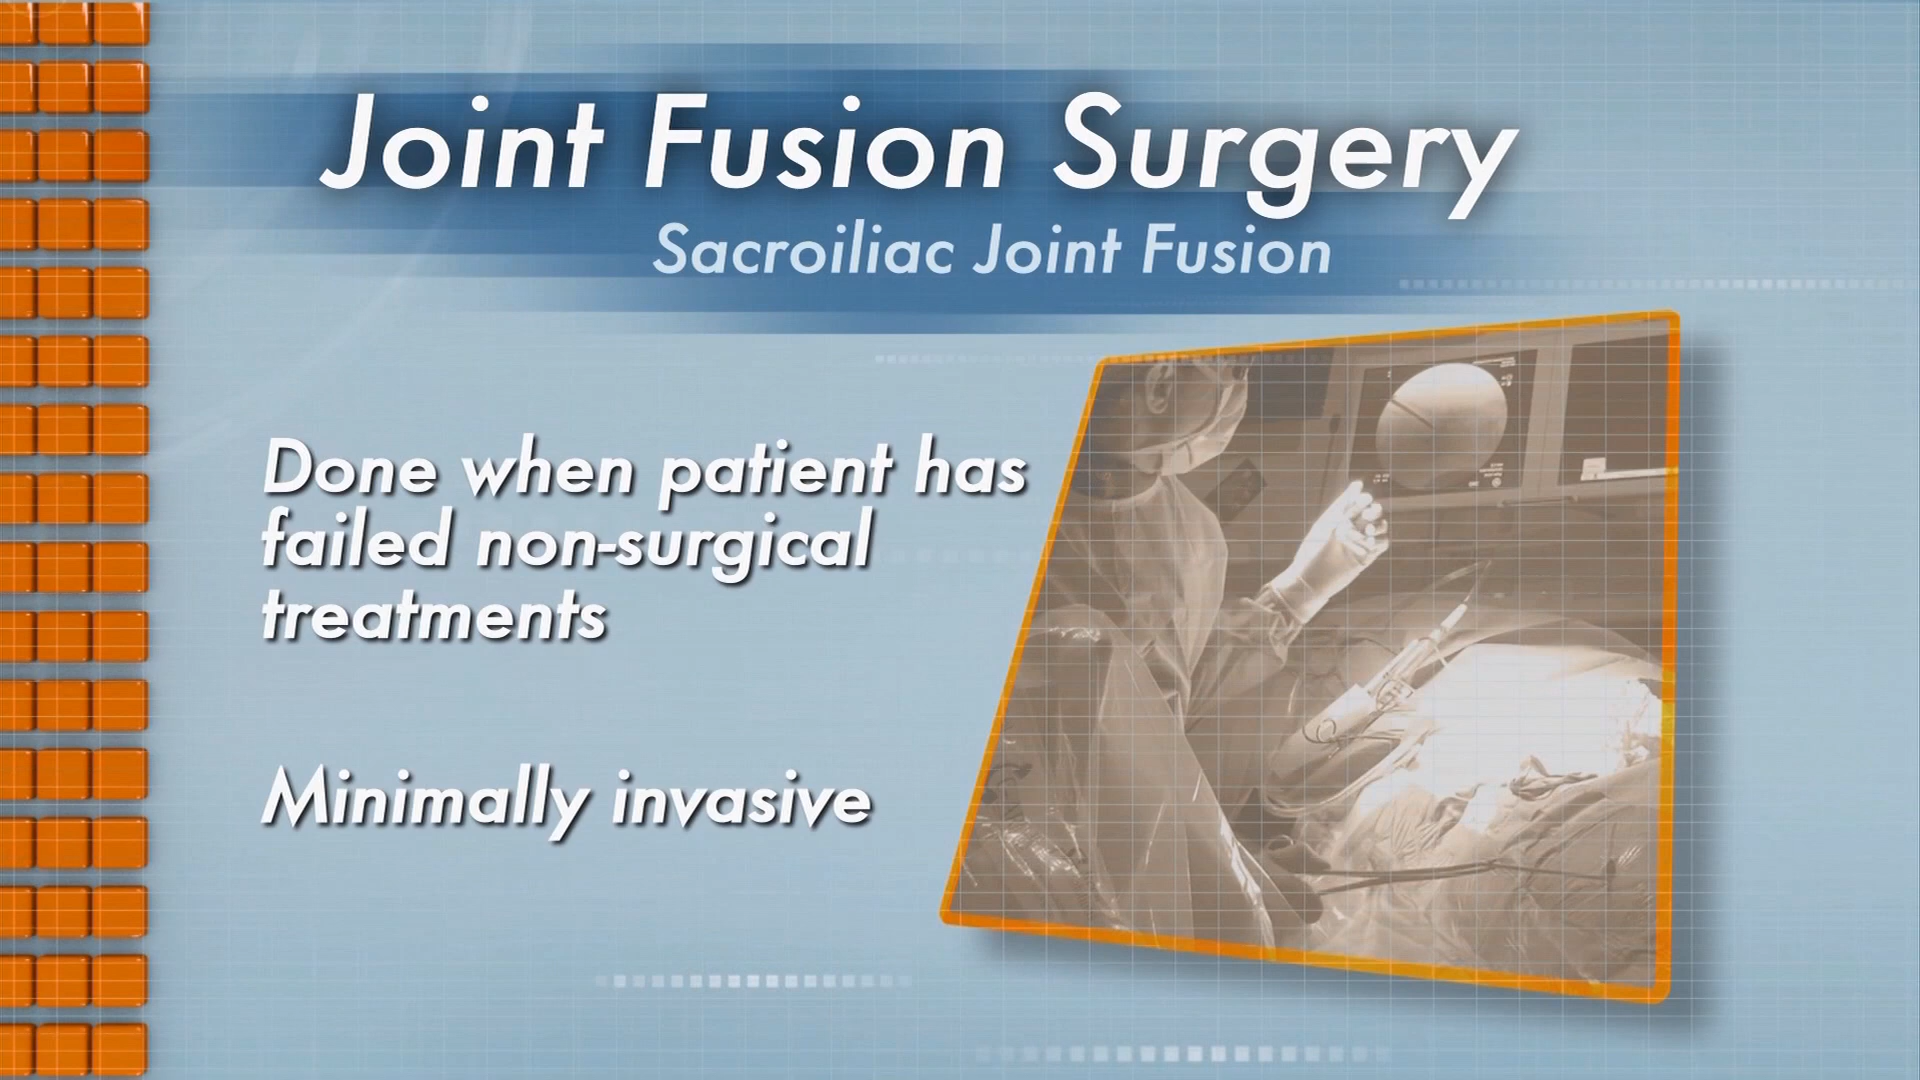 Joint Fusion Surgery
Sacroiliac Joint Fusion
Done when patient has
failed non-surgical
treatments
Minimally invasive